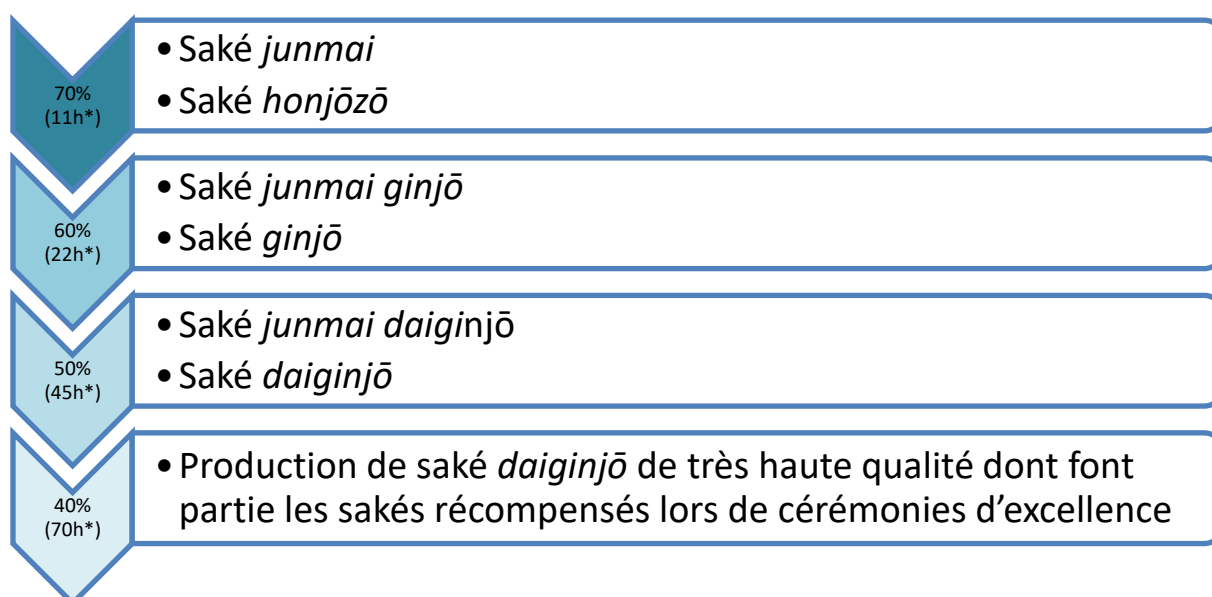 70%
(11h*)
• Saké junmai
• Saké honjōzō
60%
(22h*)
• Saké junmai ginjō
• Saké ginjō
50%
(45h*)
• Saké junmai daiginjō
• Saké daiginjō
40%
(70h*)
• Production de saké daiginjō de très haute qualité dont font
partie les sakés récompensés lors de cérémonies d’excellence